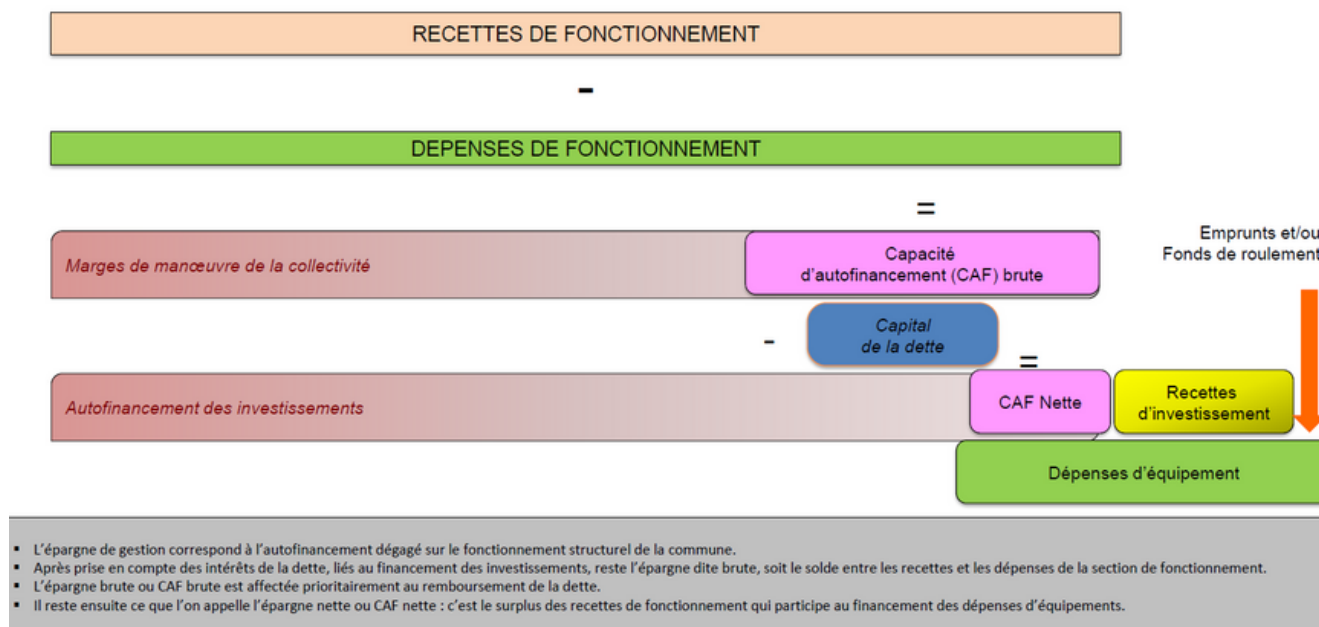 RECETTES DE FONCTIONNEMENT
-
DEPENSES DE FONCTIONNEMENT
=
Marges de manœuvre de la collectivité
Capacité
d'autofinancement (CAF) brute
Emprunts et/ou
Fonds de roulement
-
Capital
de la dette
=
Autofinancement des investissements
CAF Nette
Recettes
d'investissement
Dépenses d'équipement
▪ L'épargne de gestion correspond à l'autofinancement dégagé sur le fonctionnement structurel de la commune.
▪ Après prise en compte des intérêts de la dette, liés au financement des investissements, reste l'épargne dite brute, soit le solde entre les recettes et les dépenses de la section de fonctionnement.
▪ L'épargne brute ou CAF brute est affectée prioritairement au remboursement de la dette.
▪ Il reste ensuite ce que l'on appelle l'épargne nette ou CAF nette : c'est le surplus des recettes de fonctionnement qui participe au financement des dépenses d'équipements.